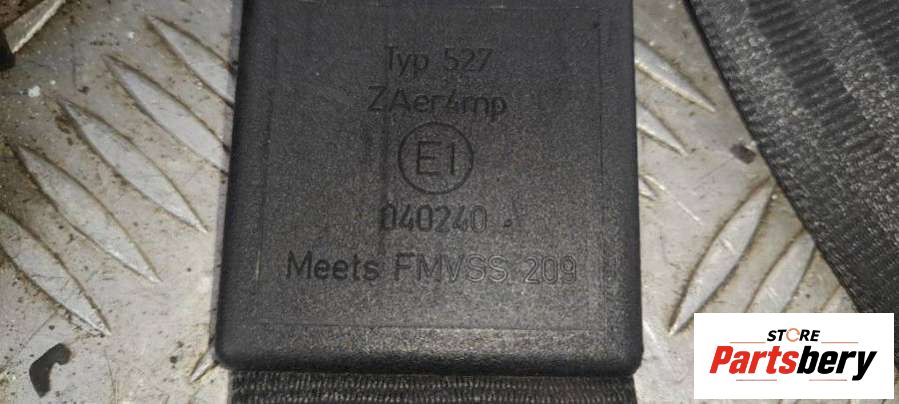 Typ 527
ZAer4mp
E1
040240
Meets FMVSS 209
STORE
Partsbery